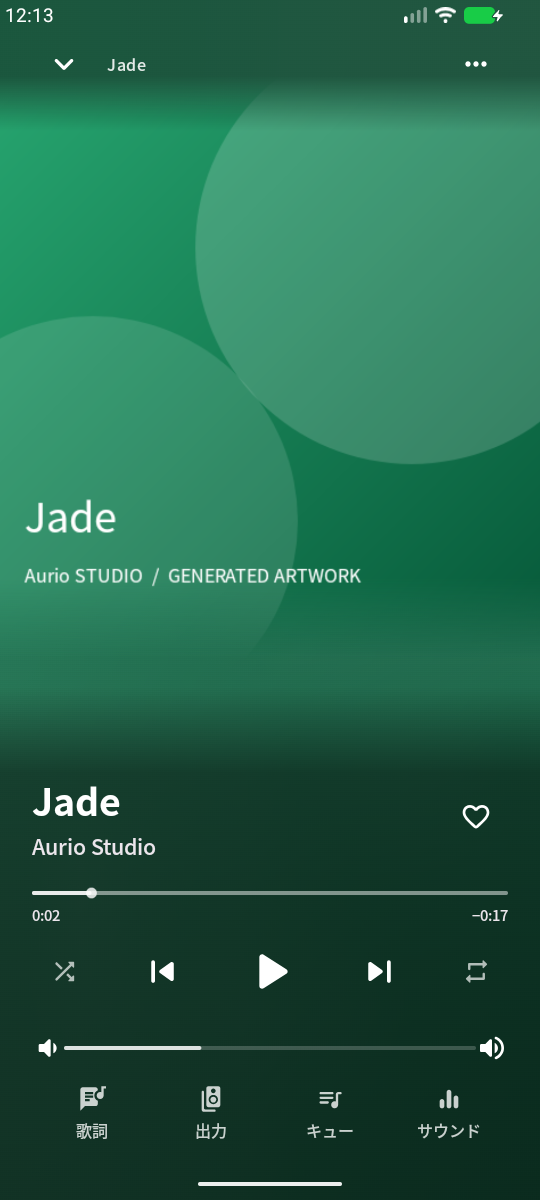 12:13
Jade
Jade
Aurio STUDIO / GENERATED ARTWORK
Jade
Aurio Studio
0:02
−0:17
歌詞
出力
キュー
サウンド